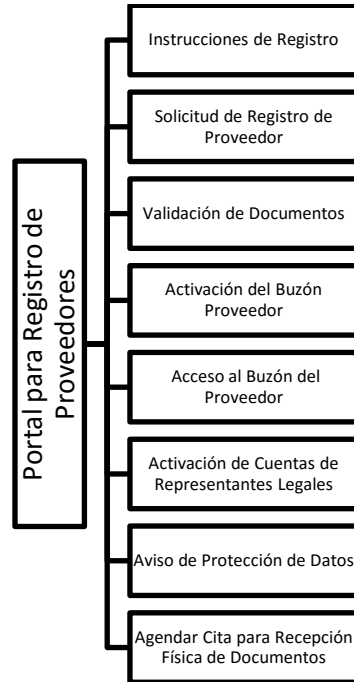 Portal para Registro de
Proveedores
Instrucciones de Registro
Solicitud de Registro de
Proveedor
Validación de Documentos
Activación del Buzón
Proveedor
Acceso al Buzón del
Proveedor
Activación de Cuentas de
Representantes Legales
Aviso de Protección de Datos
Agendar Cita para Recepción
Física de Documentos